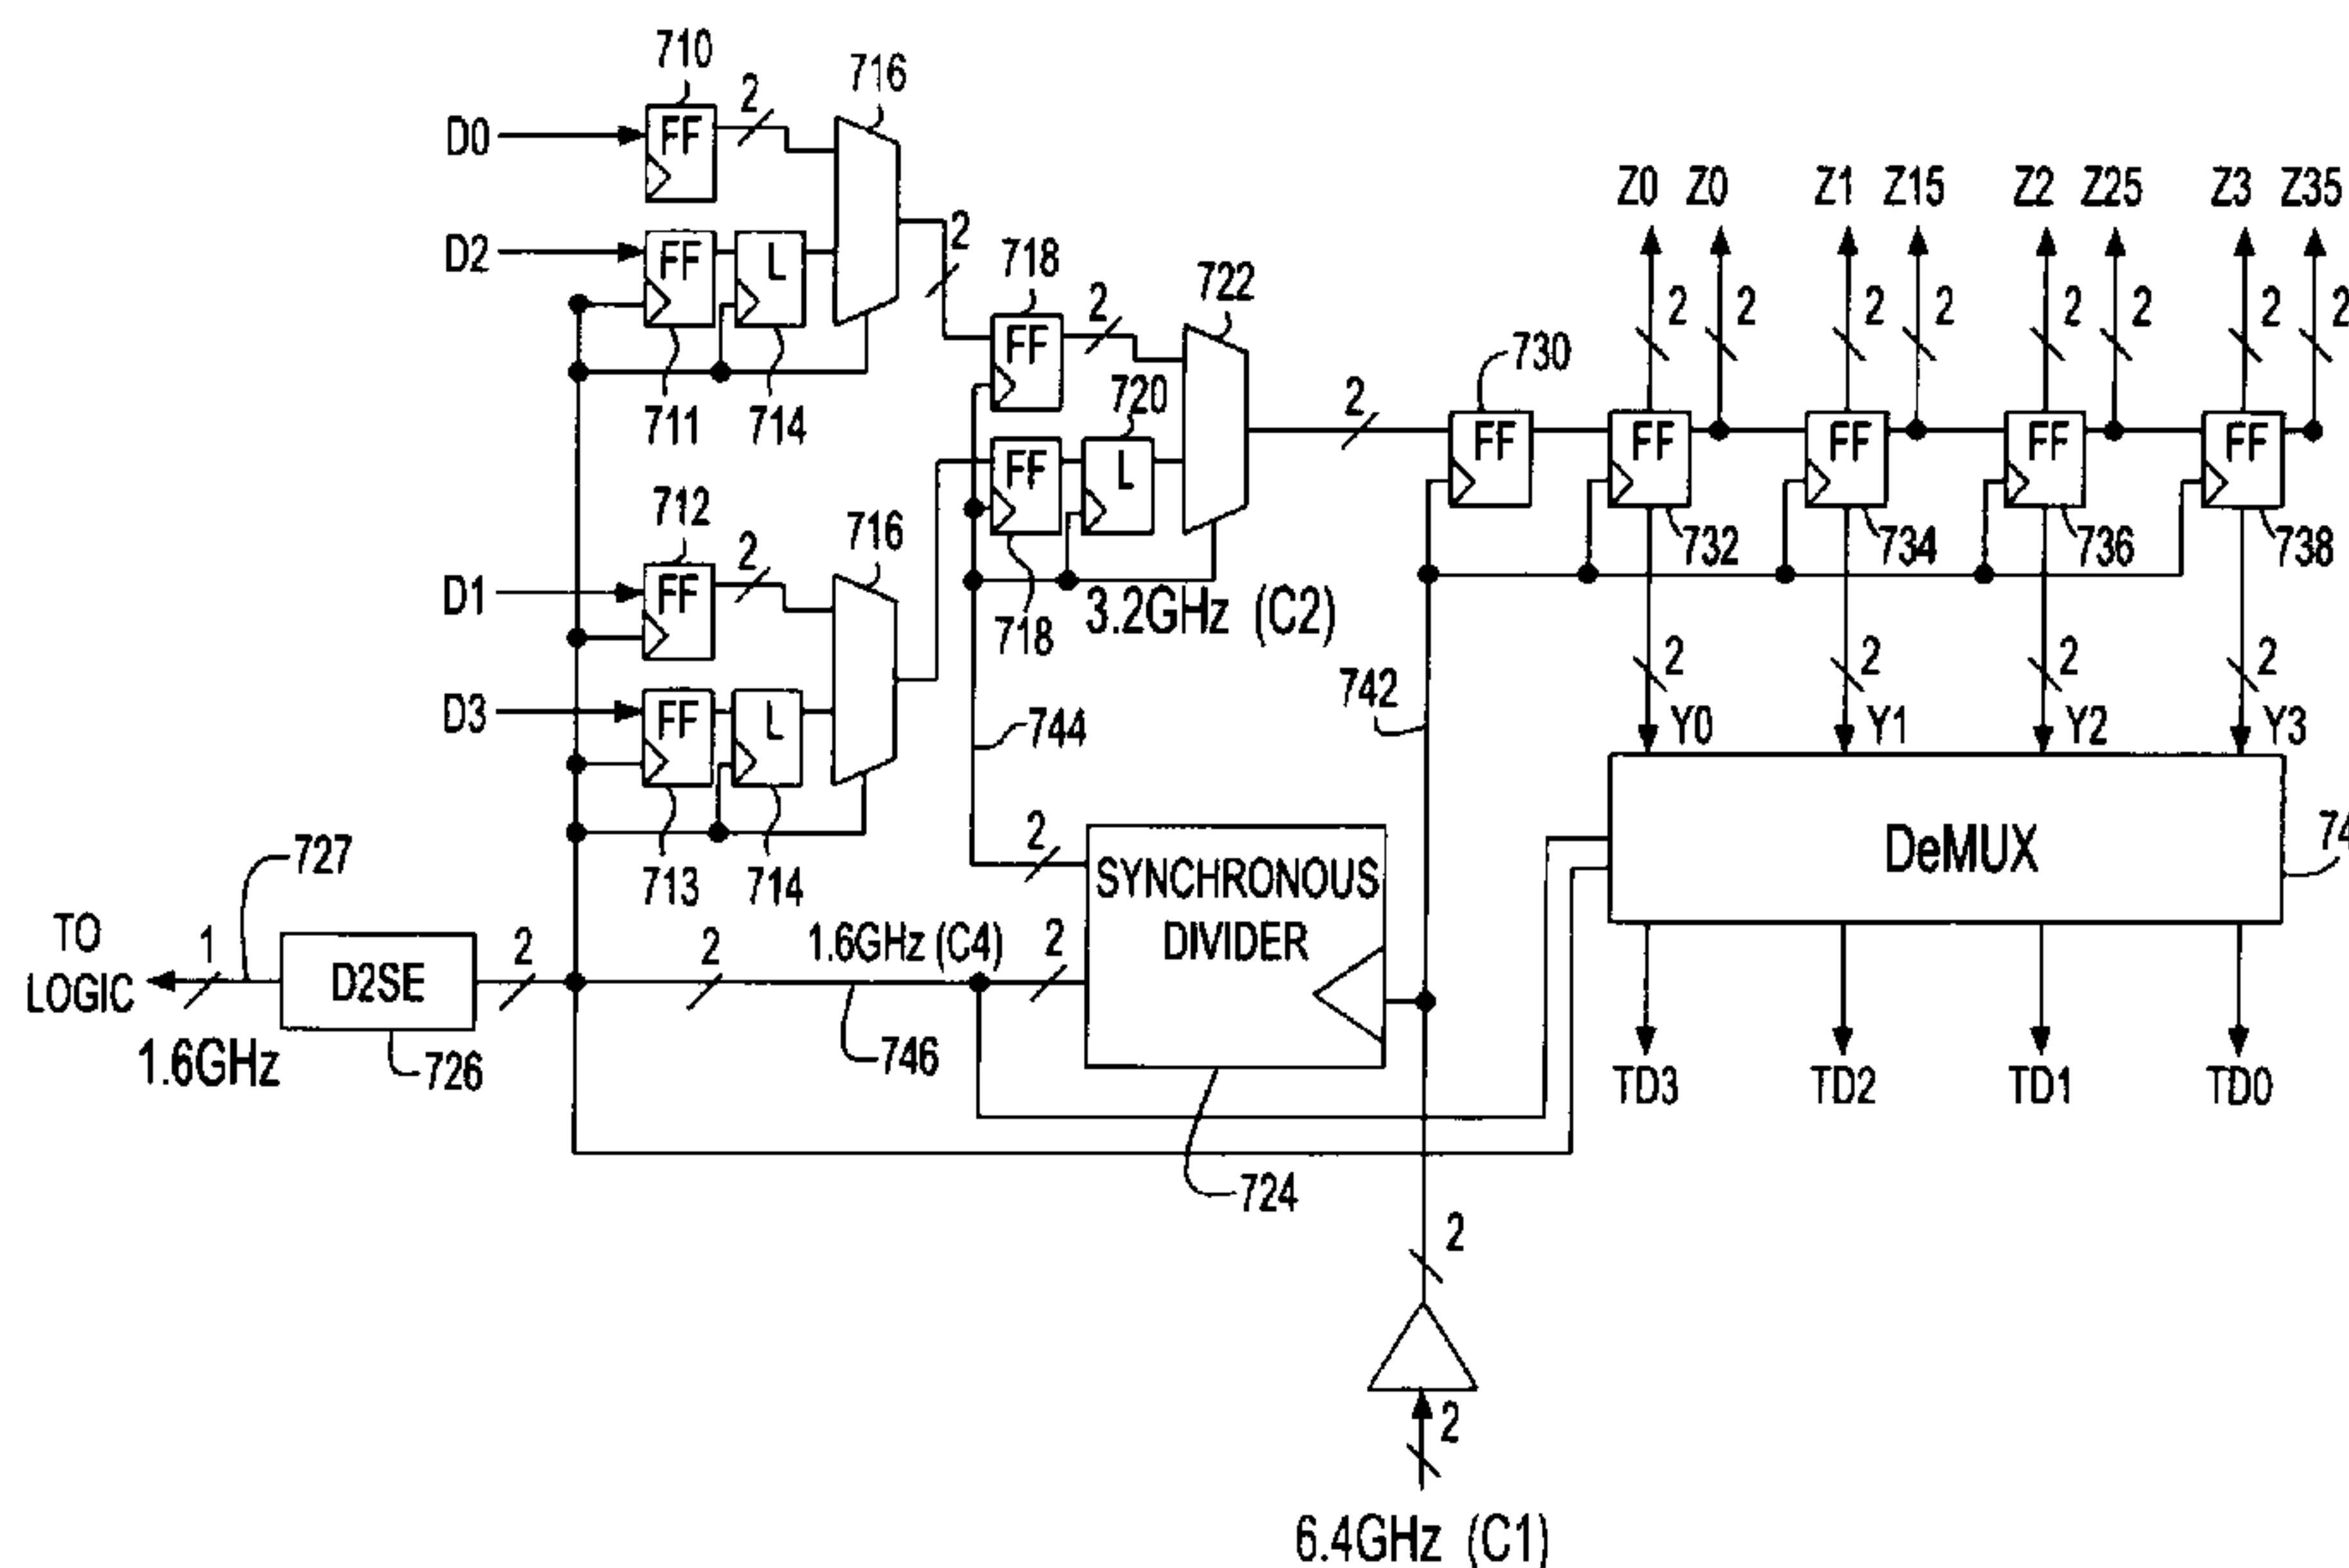 710
716
2
D0
FF
Z0
Z0
Z1
Z15
Z2
Z25
Z3
Z35
2
718
D2
FF
L
722
2
2
2
2
2
2
2
2
2
FF
730
720
711
714
2
FF
FF
FF
FF
FF
FF
L
712
716
2
732
734
736
738
D1
FF
718
3.2GHz (C2)
2
2
2
2
742
D3
FF
L
744
Y0
Y1
Y2
Y3
2
SYNCHRONOUS
DIVIDER
DeMUX
74
727
713
714
TO
LOGIC
1
D2SE
2
2
1.6GHz (C4)
2
1.6GHz
726
746
TD3
TD2
TD1
TD0
724
2
2
6.4GHz (C1)